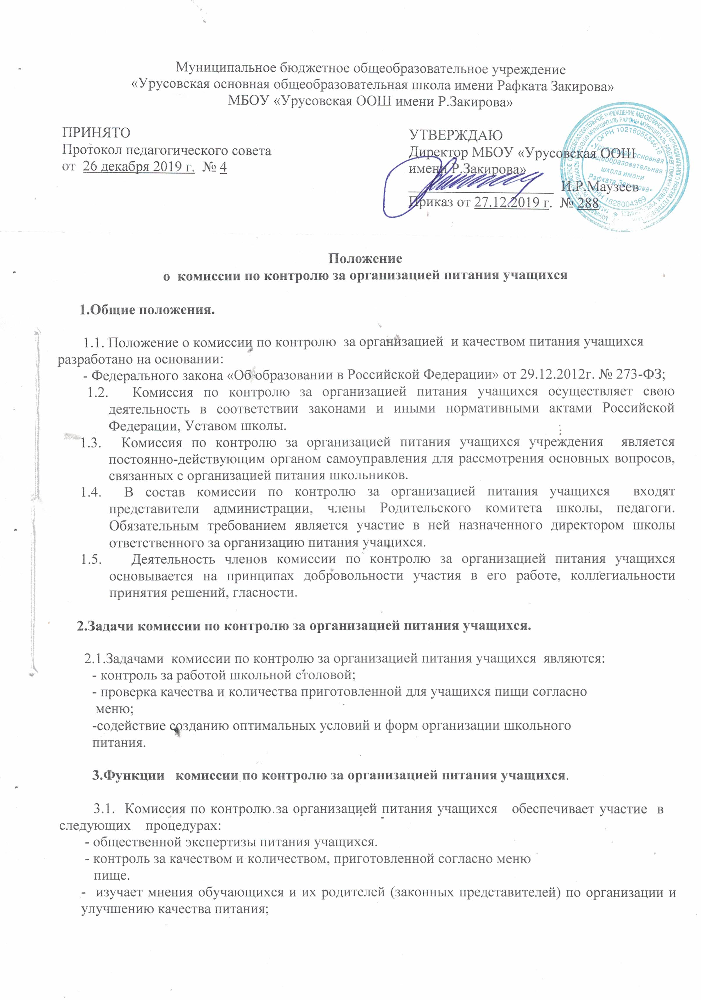 Муниципальное бюджетное общеобразовательное учреждение
«Урусовская основная общеобразовательная школа имени Рафката Закирова»
МБОУ «Урусовская ООШ имени Р.Закирова»
ПРИНЯТО
Протокол педагогического совета
от 26 декабря 2019 г. № 4
УТВЕРЖДАЮ
Директор МБОУ «Урусовская ООШ
имени Р.Закирова»
____________________ И.Р.Маузеев
Приказ от 27.12.2019 г. № 288
ОГРН 1021605554618
«Урусовская основная
общеобразовательная
школа имени
Рафката Закирова»
ИНН 1628004369
Положение
о комиссии по контролю за организацией питания учащихся
1.Общие положения.
1.1. Положение о комиссии по контролю за организацией и качеством питания учащихся
разработано на основании:
- Федерального закона «Об образовании в Российской Федерации» от 29.12.2012г. № 273-ФЗ;
1.2. Комиссия по контролю за организацией питания учащихся осуществляет свою
деятельность в соответствии законами и иными нормативными актами Российской
Федерации, Уставом школы.
1.3. Комиссия по контролю за организацией питания учащихся учреждения является
постоянно-действующим органом самоуправления для рассмотрения основных вопросов,
связанных с организацией питания школьников.
1.4. В состав комиссии по контролю за организацией питания учащихся входят
представители администрации, члены Родительского комитета школы, педагоги.
Обязательным требованием является участие в ней назначенного директором школы
ответственного за организацию питания учащихся.
1.5. Деятельность членов комиссии по контролю за организацией питания учащихся
основывается на принципах добровольности участия в его работе, коллегиальности
принятия решений, гласности.
2.Задачи комиссии по контролю за организацией питания учащихся.
2.1.Задачами комиссии по контролю за организацией питания учащихся являются:
- контроль за работой школьной столовой;
- проверка качества и количества приготовленной для учащихся пищи согласно
меню;
-содействие созданию оптимальных условий и форм организации школьного
питания.
3.Функции комиссии по контролю за организацией питания учащихся.
3.1. Комиссия по контролю за организацией питания учащихся обеспечивает участие в
следующих процедурах:
- общественной экспертизы питания учащихся.
- контроль за качеством и количеством, приготовленной согласно меню
пище.
- изучает мнения обучающихся и их родителей (законных представителей) по организации и
улучшению качества питания;